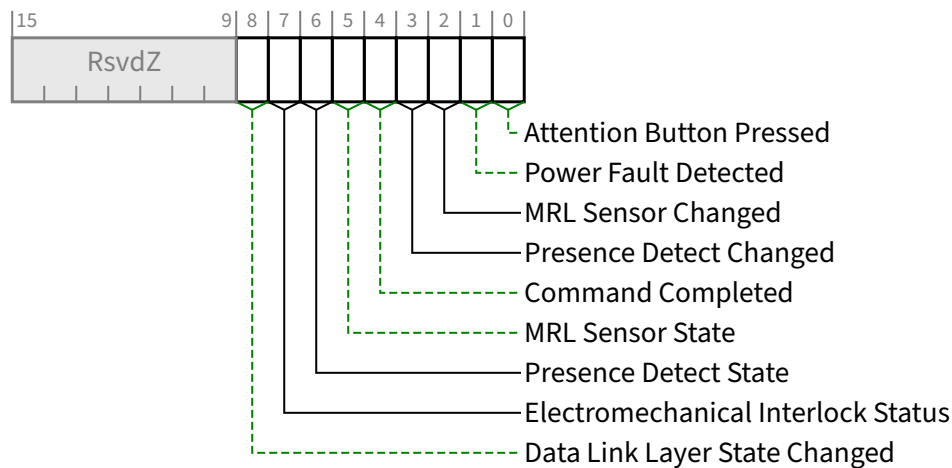 15 9 8 7 6 5 4 3 2 1 0
RsvdZ
Attention Button Pressed
Power Fault Detected
MRL Sensor Changed
Presence Detect Changed
Command Completed
MRL Sensor State
Presence Detect State
Electromechanical Interlock Status
Data Link Layer State Changed